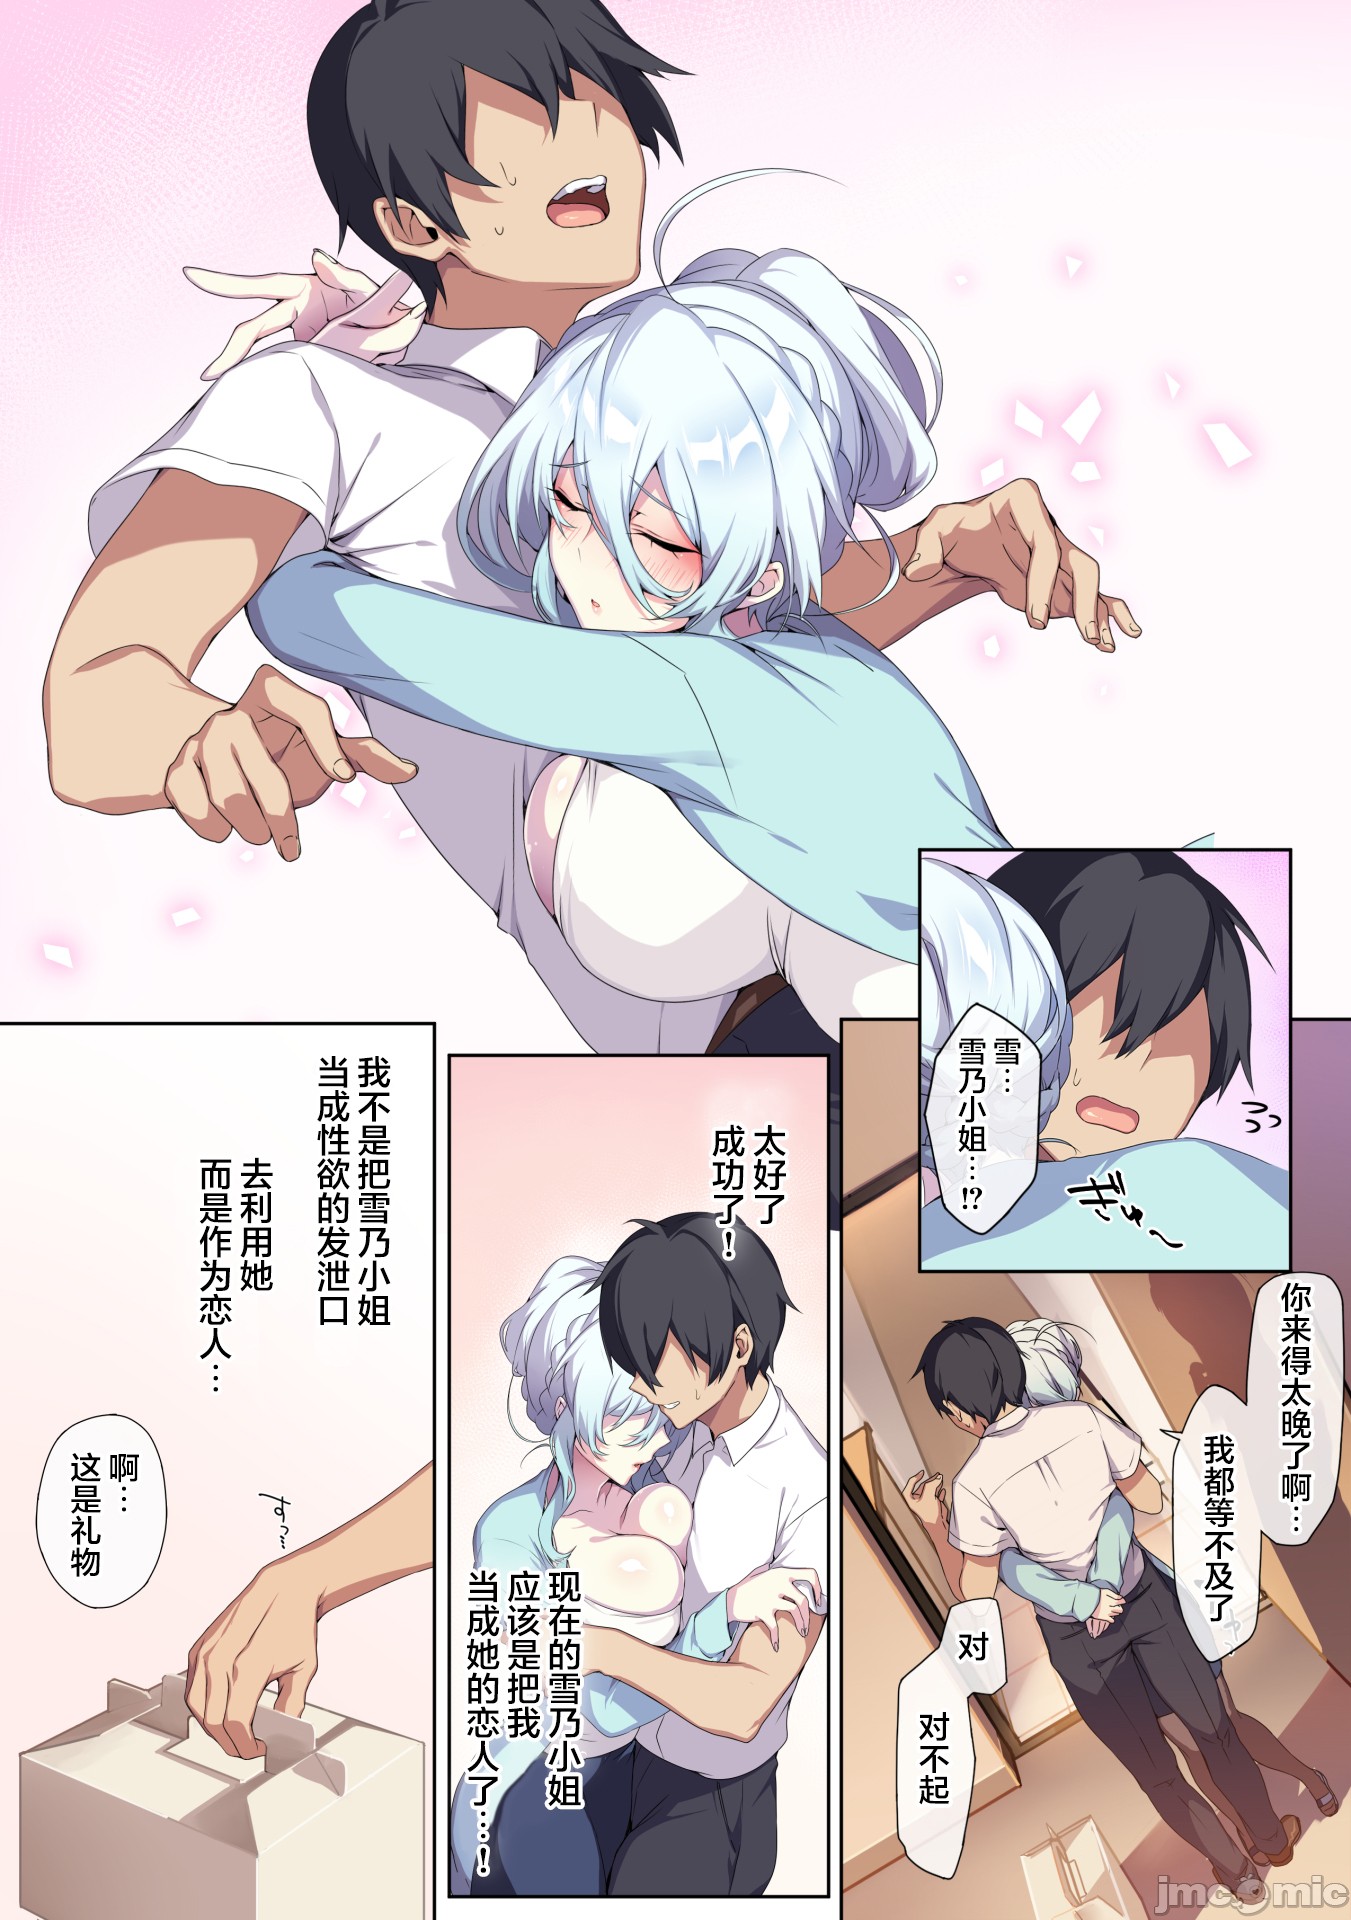 雪…
雪乃小姐…!?
ギュ～
你来得太晚了啊…
我都等不及了
对
对不起
太好了
成功了！
现在的雪乃小姐
应该是把我
当成她的恋人了…！
我不是把雪乃小姐
当成性欲的发泄口
去利用她
而是作为恋人…
すっ…
啊…
这是礼物
jmcomic